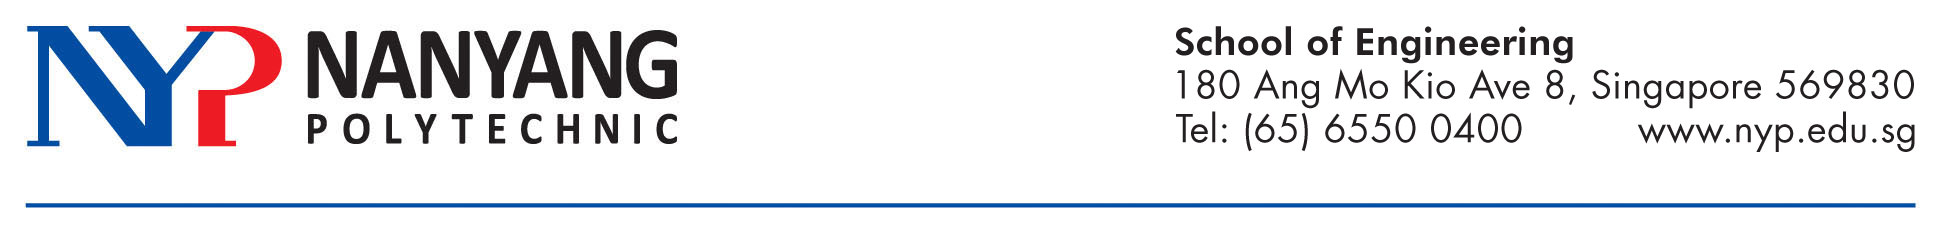 NYP NANYANG
POLYTECHNIC
School of Engineering
180 Ang Mo Kio Ave 8, Singapore 569830
Tel: (65) 6550 0400 www.nyp.edu.sg